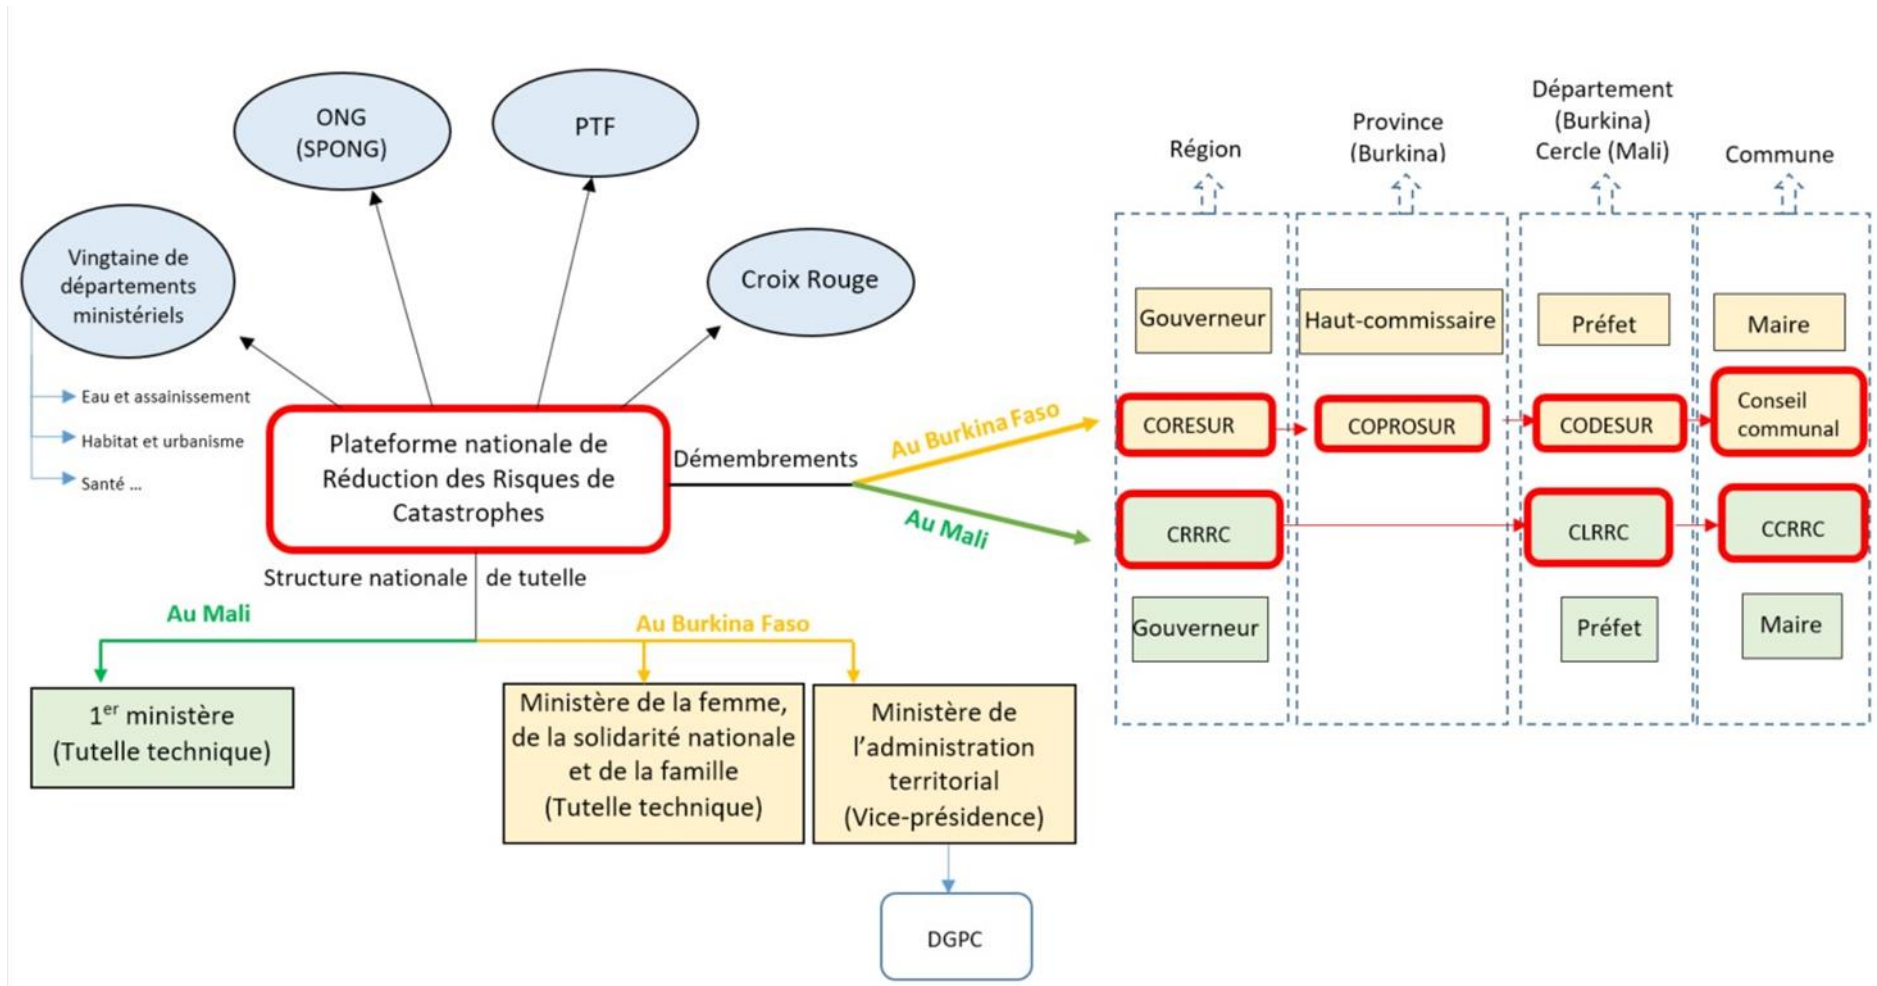 ONG
(SPONG)
PTF
Vingtaine de
départements
ministériels
Croix Rouge
Eau et assainissement
Habitat et urbanisme
Santé ...
Plateforme nationale de
Réduction des Risques de
Catastrophes
Démembrements
Au Burkina Faso
Au Mali
Structure nationale de tutelle
Au Mali
Au Burkina Faso
1er ministère
(Tutelle technique)
Ministère de la femme,
de la solidarité nationale
et de la famille
(Tutelle technique)
Ministère de
l'administration
territorial
(Vice-présidence)
DGPC
Région
Province
(Burkina)
Département
(Burkina)
Cercle (Mali)
Commune
Gouverneur
Haut-commissaire
Préfet
Maire
CORESUR
COPROSUR
CODESUR
Conseil
communal
CRRRC
CLRRC
CCRRC
Gouverneur
Préfet
Maire